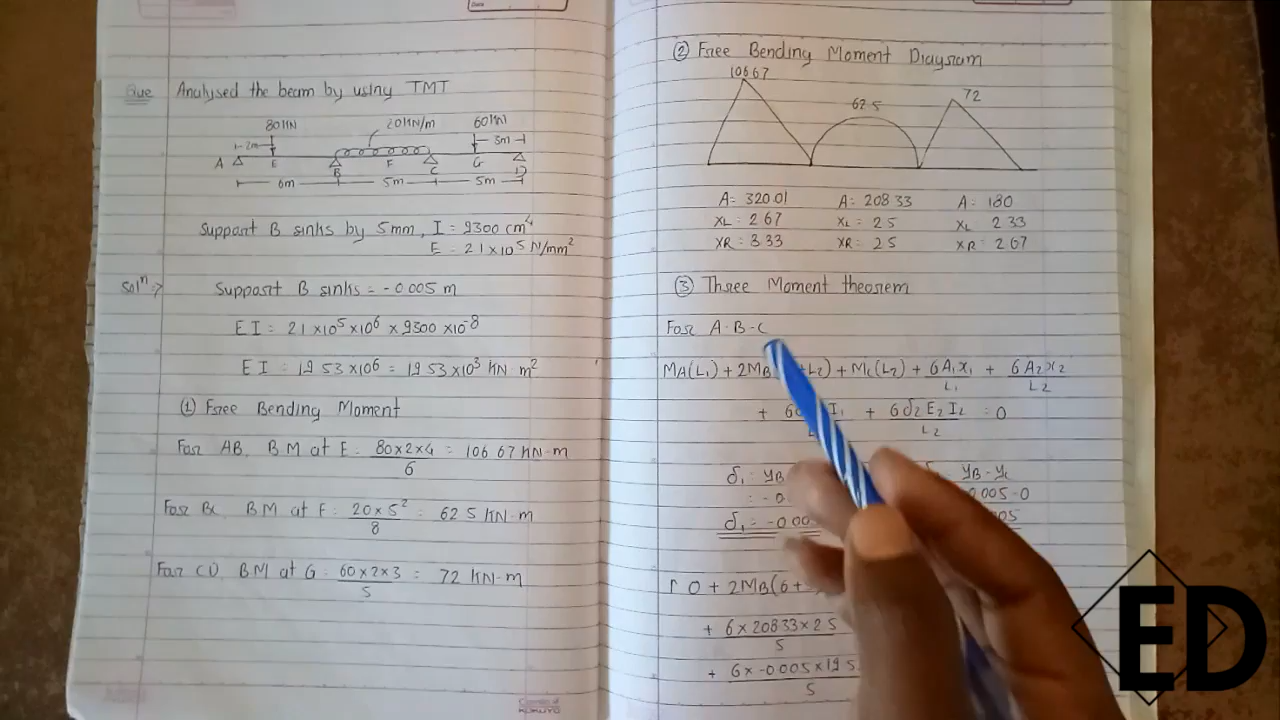 Que Analysed the beam by using TMT
80KN 20KN/m 60KN
2m 3m
A E F G
B C D
6m 5m 5m
Support B sinks by 5mm, I = 9300 cm⁴
E = 2.1×10⁵ N/mm²
Solⁿ ⇒ Support B sinks = -0.005 m
EI = 2.1×10⁵×10⁶ × 9300 ×10⁻⁸
EI = 19.53×10⁶ = 19.53×10³ KN·m²
① Free Bending Moment
For AB, BM at E = 80×2×4/6 = 106.67 KN·m
For BC BM at F = 20×5²/8 = 62.5 KN·m
For CD, BM at G = 60×2×3/5 = 72 KN·m
② Free Bending Moment Diagram
106.67 62.5 72
A = 320.01 A = 208.33 A = 180
XL = 2.67 XL = 2.5 XL 2.33
XR = 3.33 XR = 2.5 XR = 2.67
③ Three Moment theorem
For A-B-C
MA(L₁) + 2MB +L₂) + Mc(L₂) + 6A₁x₁/L₁ + 6A₂x₂/L₂
+ 6 I₁ + 6δ₂E₂I₂/L₂ = 0
δ₁ = yB yB - yc
= -0. 0.005-0
δ₁ = -0.00
0 + 2MB(6+
+ 6×208.33×2.5/5
+ 6×-0.005×19.5 /5
ED